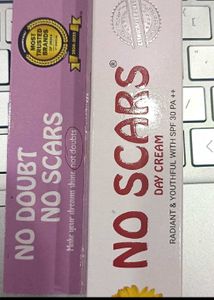 MOST
TRUSTED
BRANDS
NO DOUBT
NO SCARS
Make your dreams shine not doubts
NO SCARS®
DAY CREAM
RADIANT & YOUTHFUL WITH SPF 30 PA ++